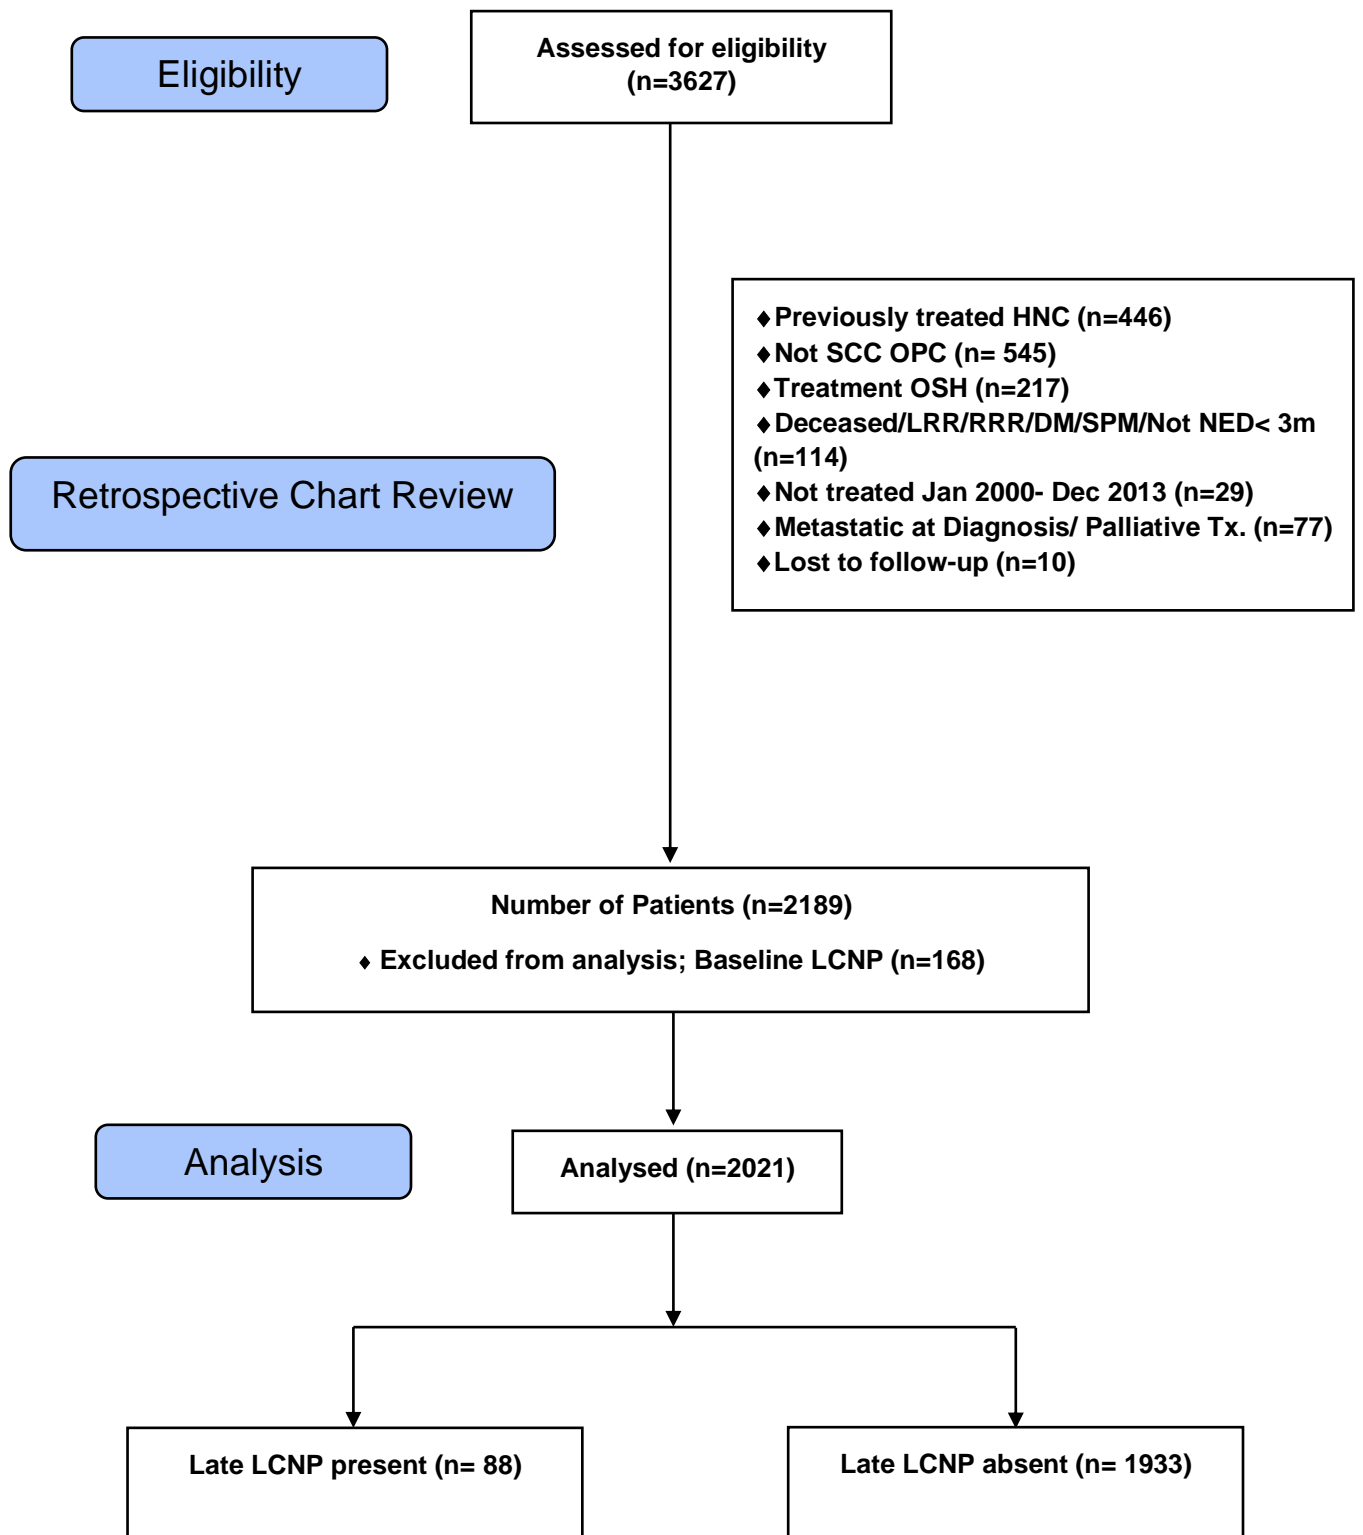 Eligibility
Assessed for eligibility
(n=3627)
♦Previously treated HNC (n=446)
♦Not SCC OPC (n= 545)
♦Treatment OSH (n=217)
♦Deceased/LRR/RRR/DM/SPM/Not NED< 3m
(n=114)
♦Not treated Jan 2000- Dec 2013 (n=29)
♦Metastatic at Diagnosis/ Palliative Tx. (n=77)
♦Lost to follow-up (n=10)
Retrospective Chart Review
Number of Patients (n=2189)
♦ Excluded from analysis; Baseline LCNP (n=168)
Analysis
Analysed (n=2021)
Late LCNP present (n= 88)
Late LCNP absent (n= 1933)